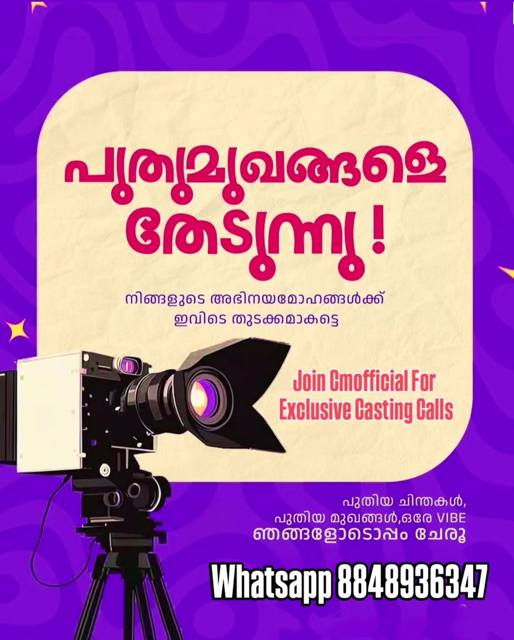 പുതുമുഖങ്ങളെ
തേടുന്നു !
നിങ്ങളുടെ അഭിനയമോഹങ്ങൾക്ക്
ഇവിടെ തുടക്കമാകട്ടെ
Join Cmofficial For
Exclusive Casting Calls
പുതിയ ചിന്തകൾ,
പുതിയ മുഖങ്ങൾ,ഒരേ VIBE
ഞങ്ങളോടൊപ്പം ചേരൂ
Whatsapp 8848936347